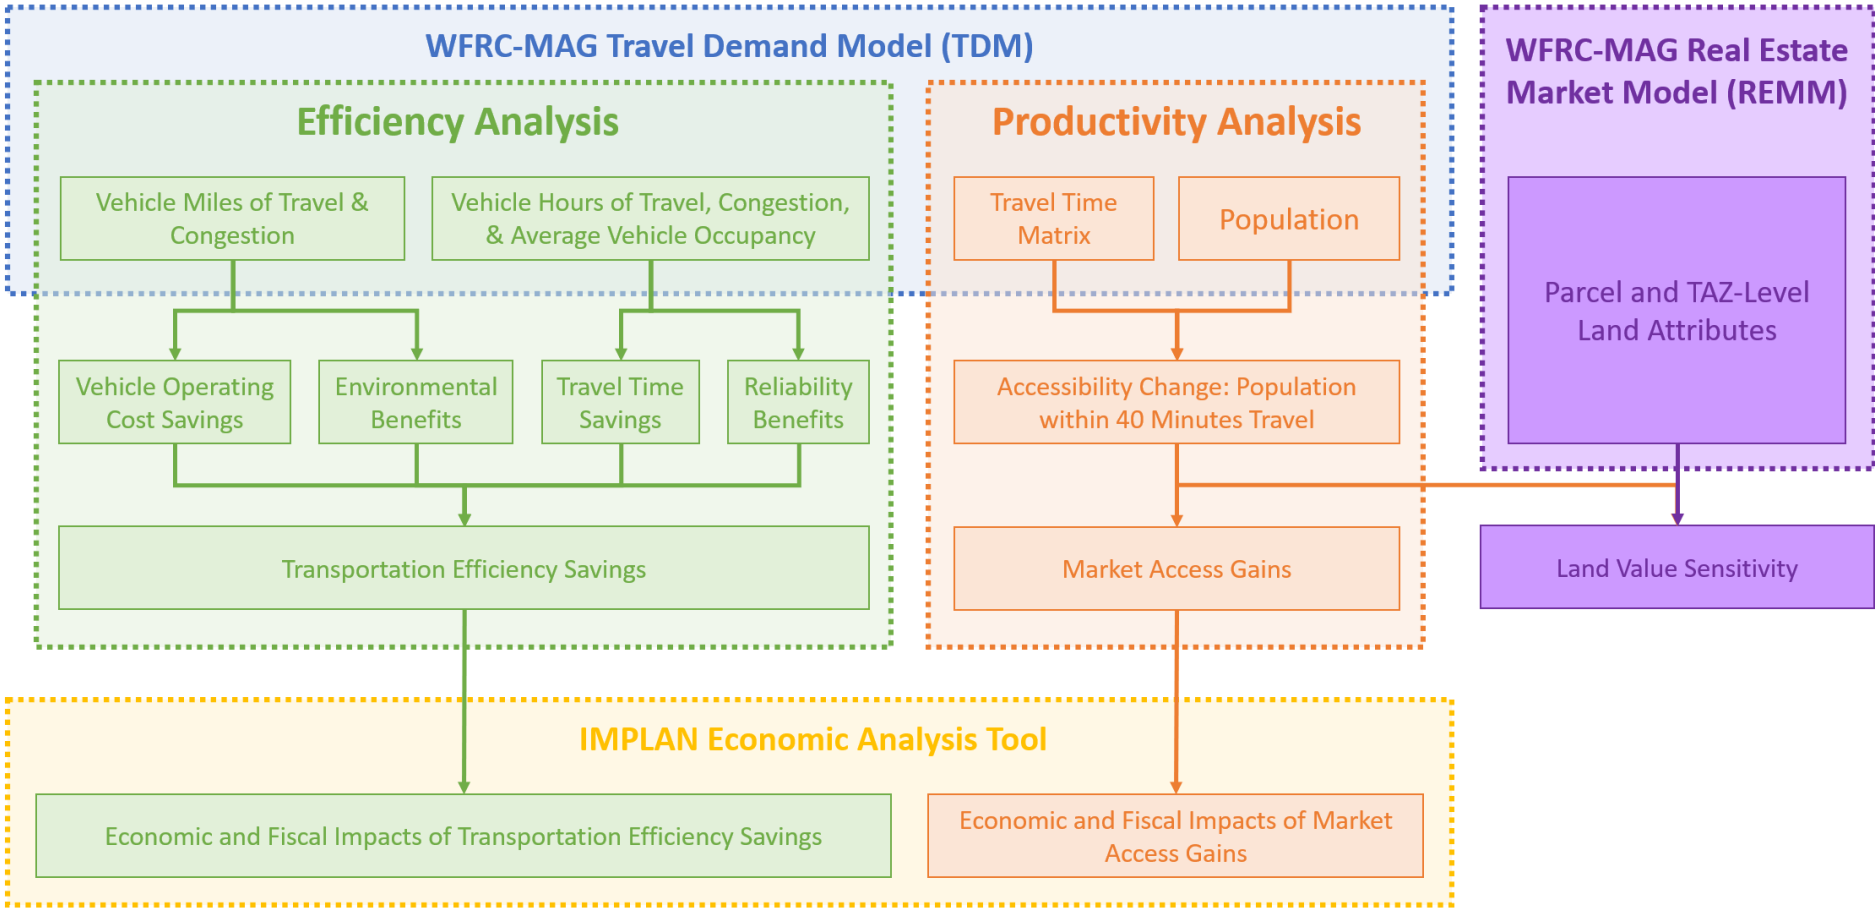 WFRC-MAG Travel Demand Model (TDM)
WFRC-MAG Real Estate
Market Model (REMM)
Efficiency Analysis
Productivity Analysis
Vehicle Miles of Travel &
Congestion
Vehicle Hours of Travel, Congestion,
& Average Vehicle Occupancy
Travel Time
Matrix
Population
Parcel and TAZ-Level
Land Attributes
Vehicle Operating
Cost Savings
Environmental
Benefits
Travel Time
Savings
Reliability
Benefits
Accessibility Change: Population
within 40 Minutes Travel
Transportation Efficiency Savings
Market Access Gains
Land Value Sensitivity
IMPLAN Economic Analysis Tool
Economic and Fiscal Impacts of Transportation Efficiency Savings
Economic and Fiscal Impacts of Market
Access Gains